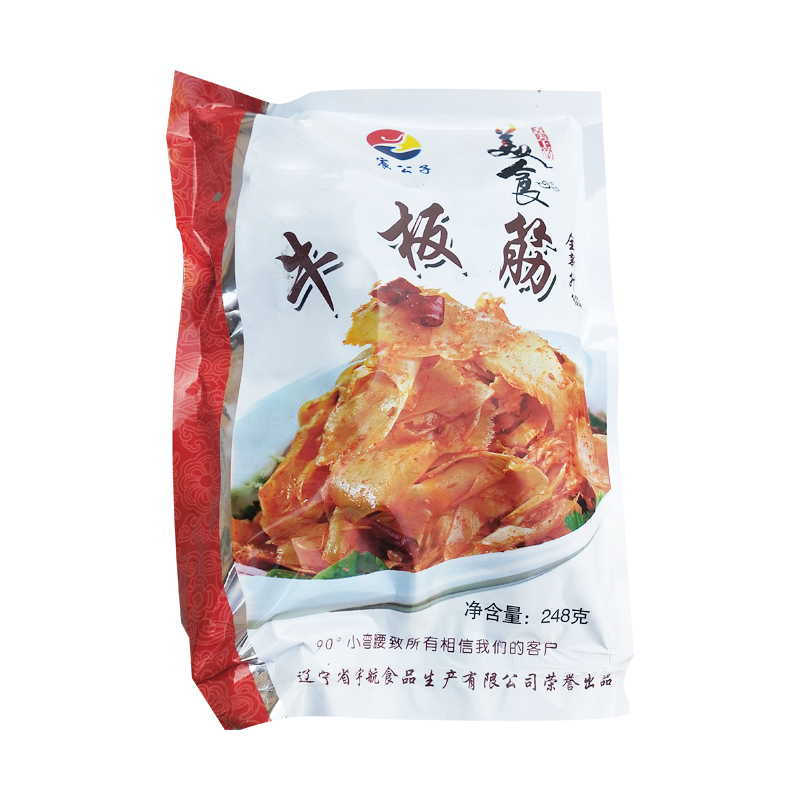 宸公子
美食
牛板筋
净含量：248克
90°小弯腰致所有相信我们的客户
辽宁省宇航食品生产有限公司荣誉出品